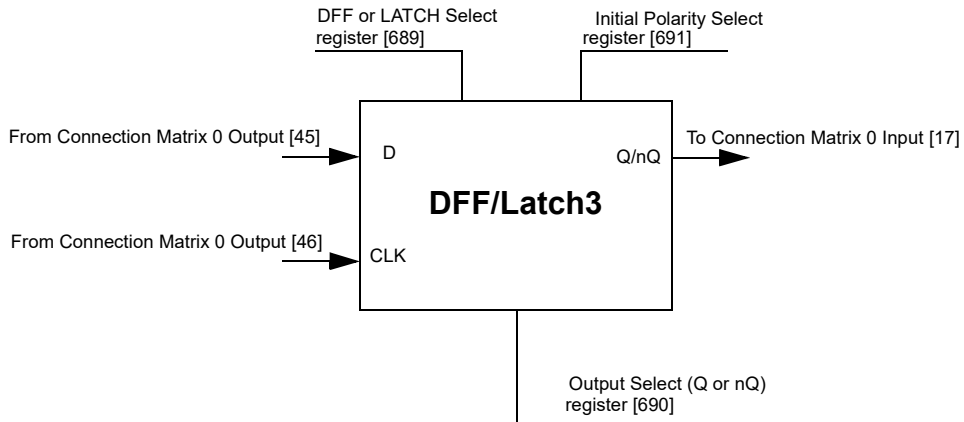 DFF or LATCH Select
register [689]
Initial Polarity Select
register [691]
From Connection Matrix 0 Output [45]
D
Q/nQ
To Connection Matrix 0 Input [17]
DFF/Latch3
From Connection Matrix 0 Output [46]
CLK
Output Select (Q or nQ)
register [690]